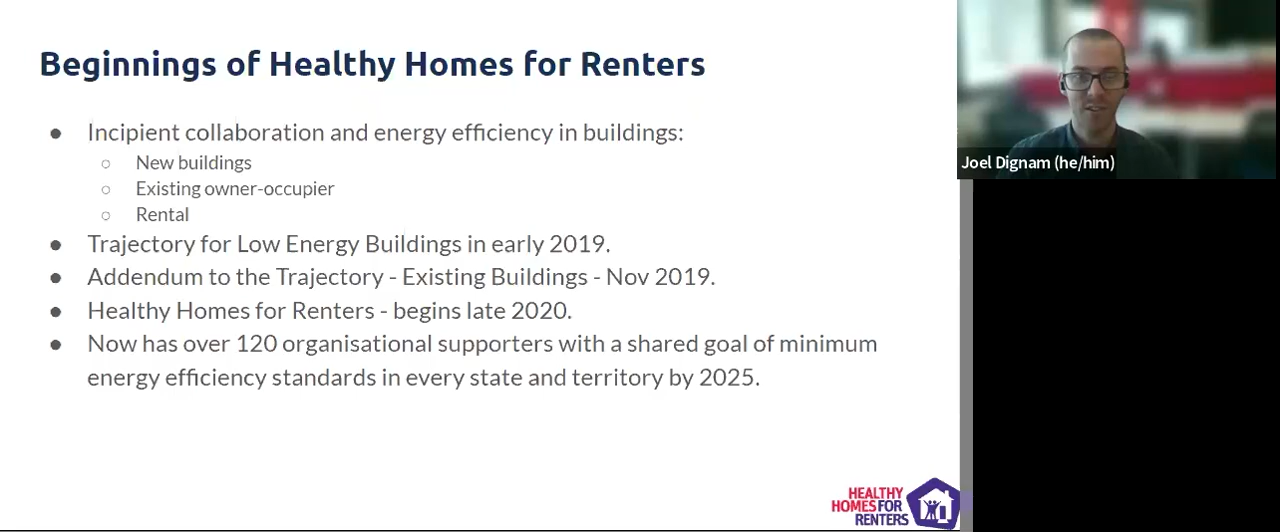 Beginnings of Healthy Homes for Renters
● Incipient collaboration and energy efficiency in buildings:
○ New buildings
○ Existing owner-occupier
○ Rental
● Trajectory for Low Energy Buildings in early 2019.
● Addendum to the Trajectory - Existing Buildings - Nov 2019.
● Healthy Homes for Renters - begins late 2020.
● Now has over 120 organisational supporters with a shared goal of minimum
energy efficiency standards in every state and territory by 2025.
Joel Dignam (he/him)
HEALTHY
HOMESFOR
RENTERS